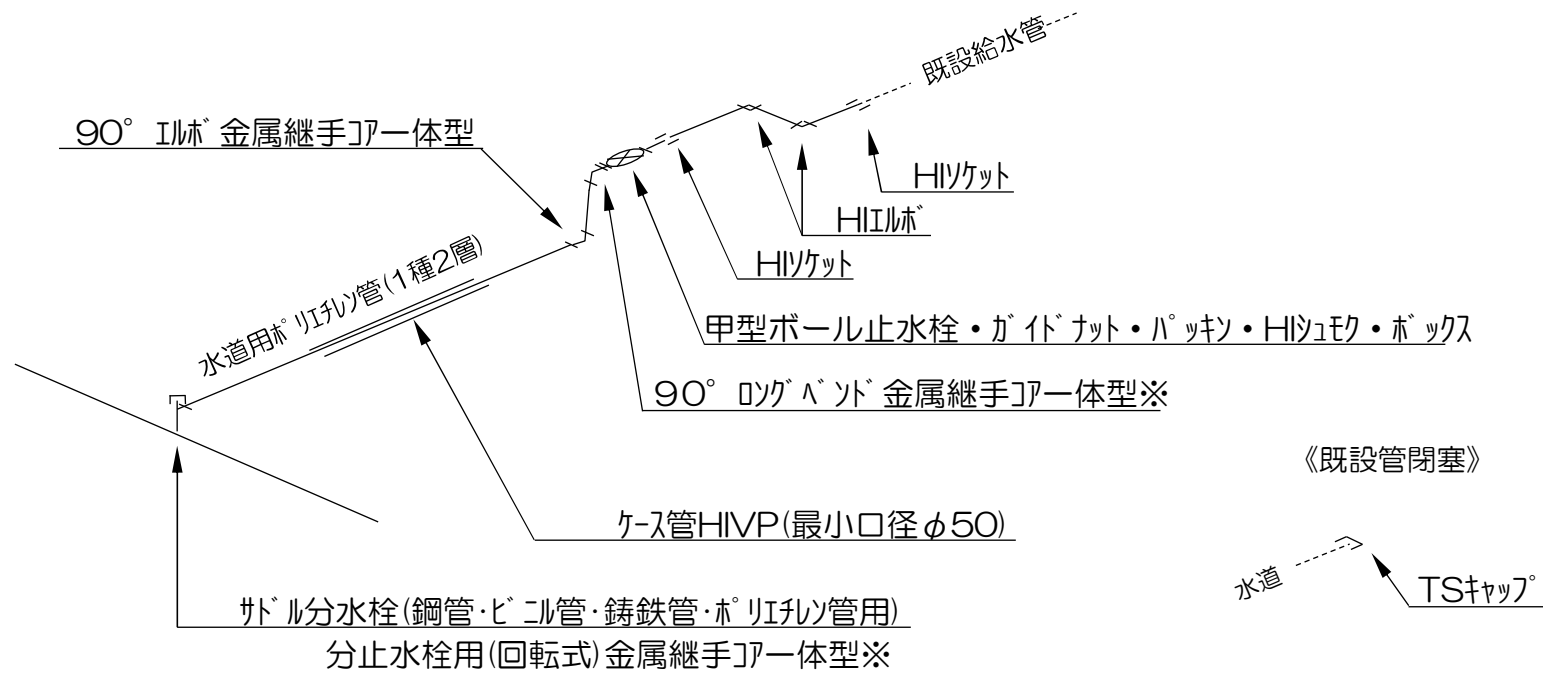 既設給水管
90°ｴﾙﾎﾞ金属継手ｺｱ一体型
HIｿｹｯﾄ
HIｴﾙﾎﾞ
水道用ﾎﾟﾘｴﾁﾚﾝ管(1種2層)
HIｿｹｯﾄ
甲型ボール止水栓・ｶﾞｲﾄﾞﾅｯﾄ・ﾊﾟｯｷﾝ・HIｼｭﾓｸ・ﾎﾞｯｸｽ
90°ﾛﾝｸﾞﾍﾞﾝﾄﾞ金属継手ｺｱ一体型※
《既設管閉塞》
ｹｰｽ管HIVP(最小口径φ50)
水道
TSｷｬｯﾌﾟ
ｻﾄﾞﾙ分水栓(鋼管･ﾋﾞﾆﾙ管･鋳鉄管･ﾎﾟﾘｴﾁﾚﾝ管用)
分止水栓用(回転式)金属継手ｺｱ一体型※